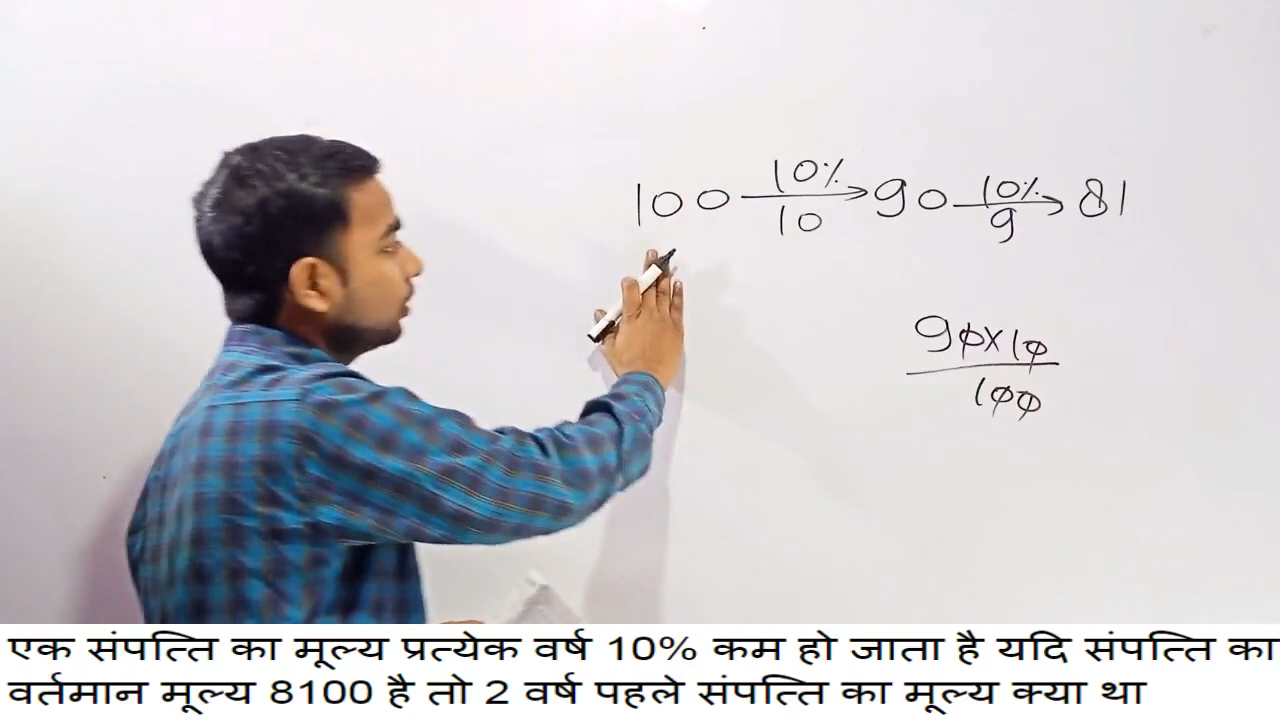 100 10% 10 → 90 10% 9 → 81
90x10
100
एक संपत्ति का मूल्य प्रत्येक वर्ष 10% कम हो जाता है यदि संपत्ति का
वर्तमान मूल्य 8100 है तो 2 वर्ष पहले संपत्ति का मूल्य क्या था